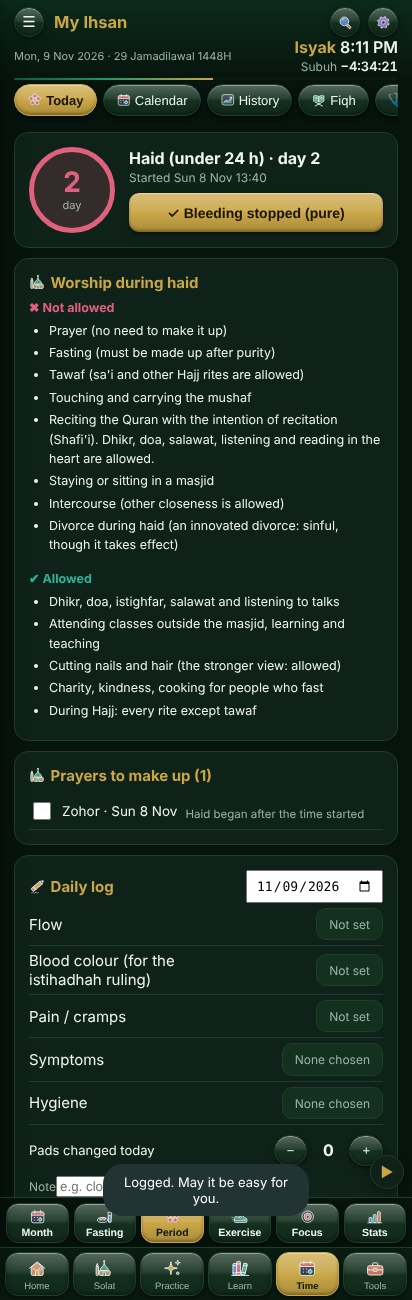 ☰ My Ihsan
Isyak 8:11 PM
Mon, 9 Nov 2026 · 29 Jamadilawal 1448H
Subuh −4:34:21
Today
Calendar
History
Fiqh
Haid (under 24 h) · day 2
2
day
Started Sun 8 Nov 13:40
✓ Bleeding stopped (pure)
Worship during haid
✖ Not allowed
• Prayer (no need to make it up)
• Fasting (must be made up after purity)
• Tawaf (sa'i and other Hajj rites are allowed)
• Touching and carrying the mushaf
• Reciting the Quran with the intention of recitation
(Shafi'i). Dhikr, doa, salawat, listening and reading in the
heart are allowed.
• Staying or sitting in a masjid
• Intercourse (other closeness is allowed)
• Divorce during haid (an innovated divorce: sinful,
though it takes effect)
✔ Allowed
• Dhikr, doa, istighfar, salawat and listening to talks
• Attending classes outside the masjid, learning and
teaching
• Cutting nails and hair (the stronger view: allowed)
• Charity, kindness, cooking for people who fast
• During Hajj: every rite except tawaf
Prayers to make up (1)
Zohor · Sun 8 Nov Haid began after the time started
Daily log
11/09/2026
Flow
Not set
Blood colour (for the
istihadhah ruling)
Not set
Pain / cramps
Not set
Symptoms
None chosen
Hygiene
None chosen
Pads changed today
− 0 +
Note
e.g. clo
Logged. May it be easy for
you.
Month
Fasting
Period
Exercise
Focus
Stats
Home
Solat
Practice
Learn
Time
Tools